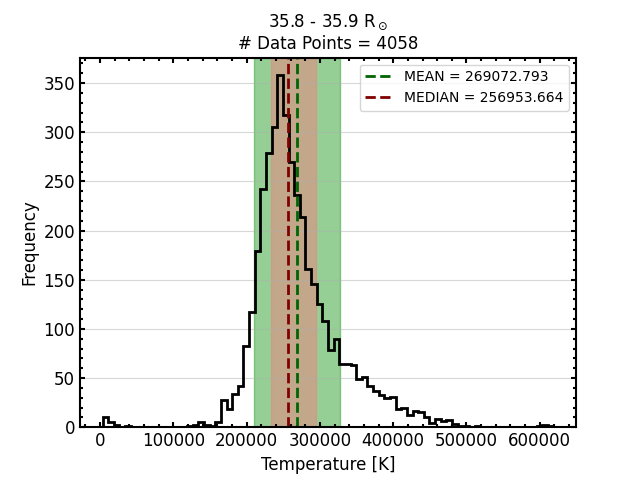 35.8 - 35.9 R⊙
# Data Points = 4058
MEAN = 269072.793
MEDIAN = 256953.664
Frequency
350
300
250
200
150
100
50
0
0 100000 200000 300000 400000 500000 600000
Temperature [K]